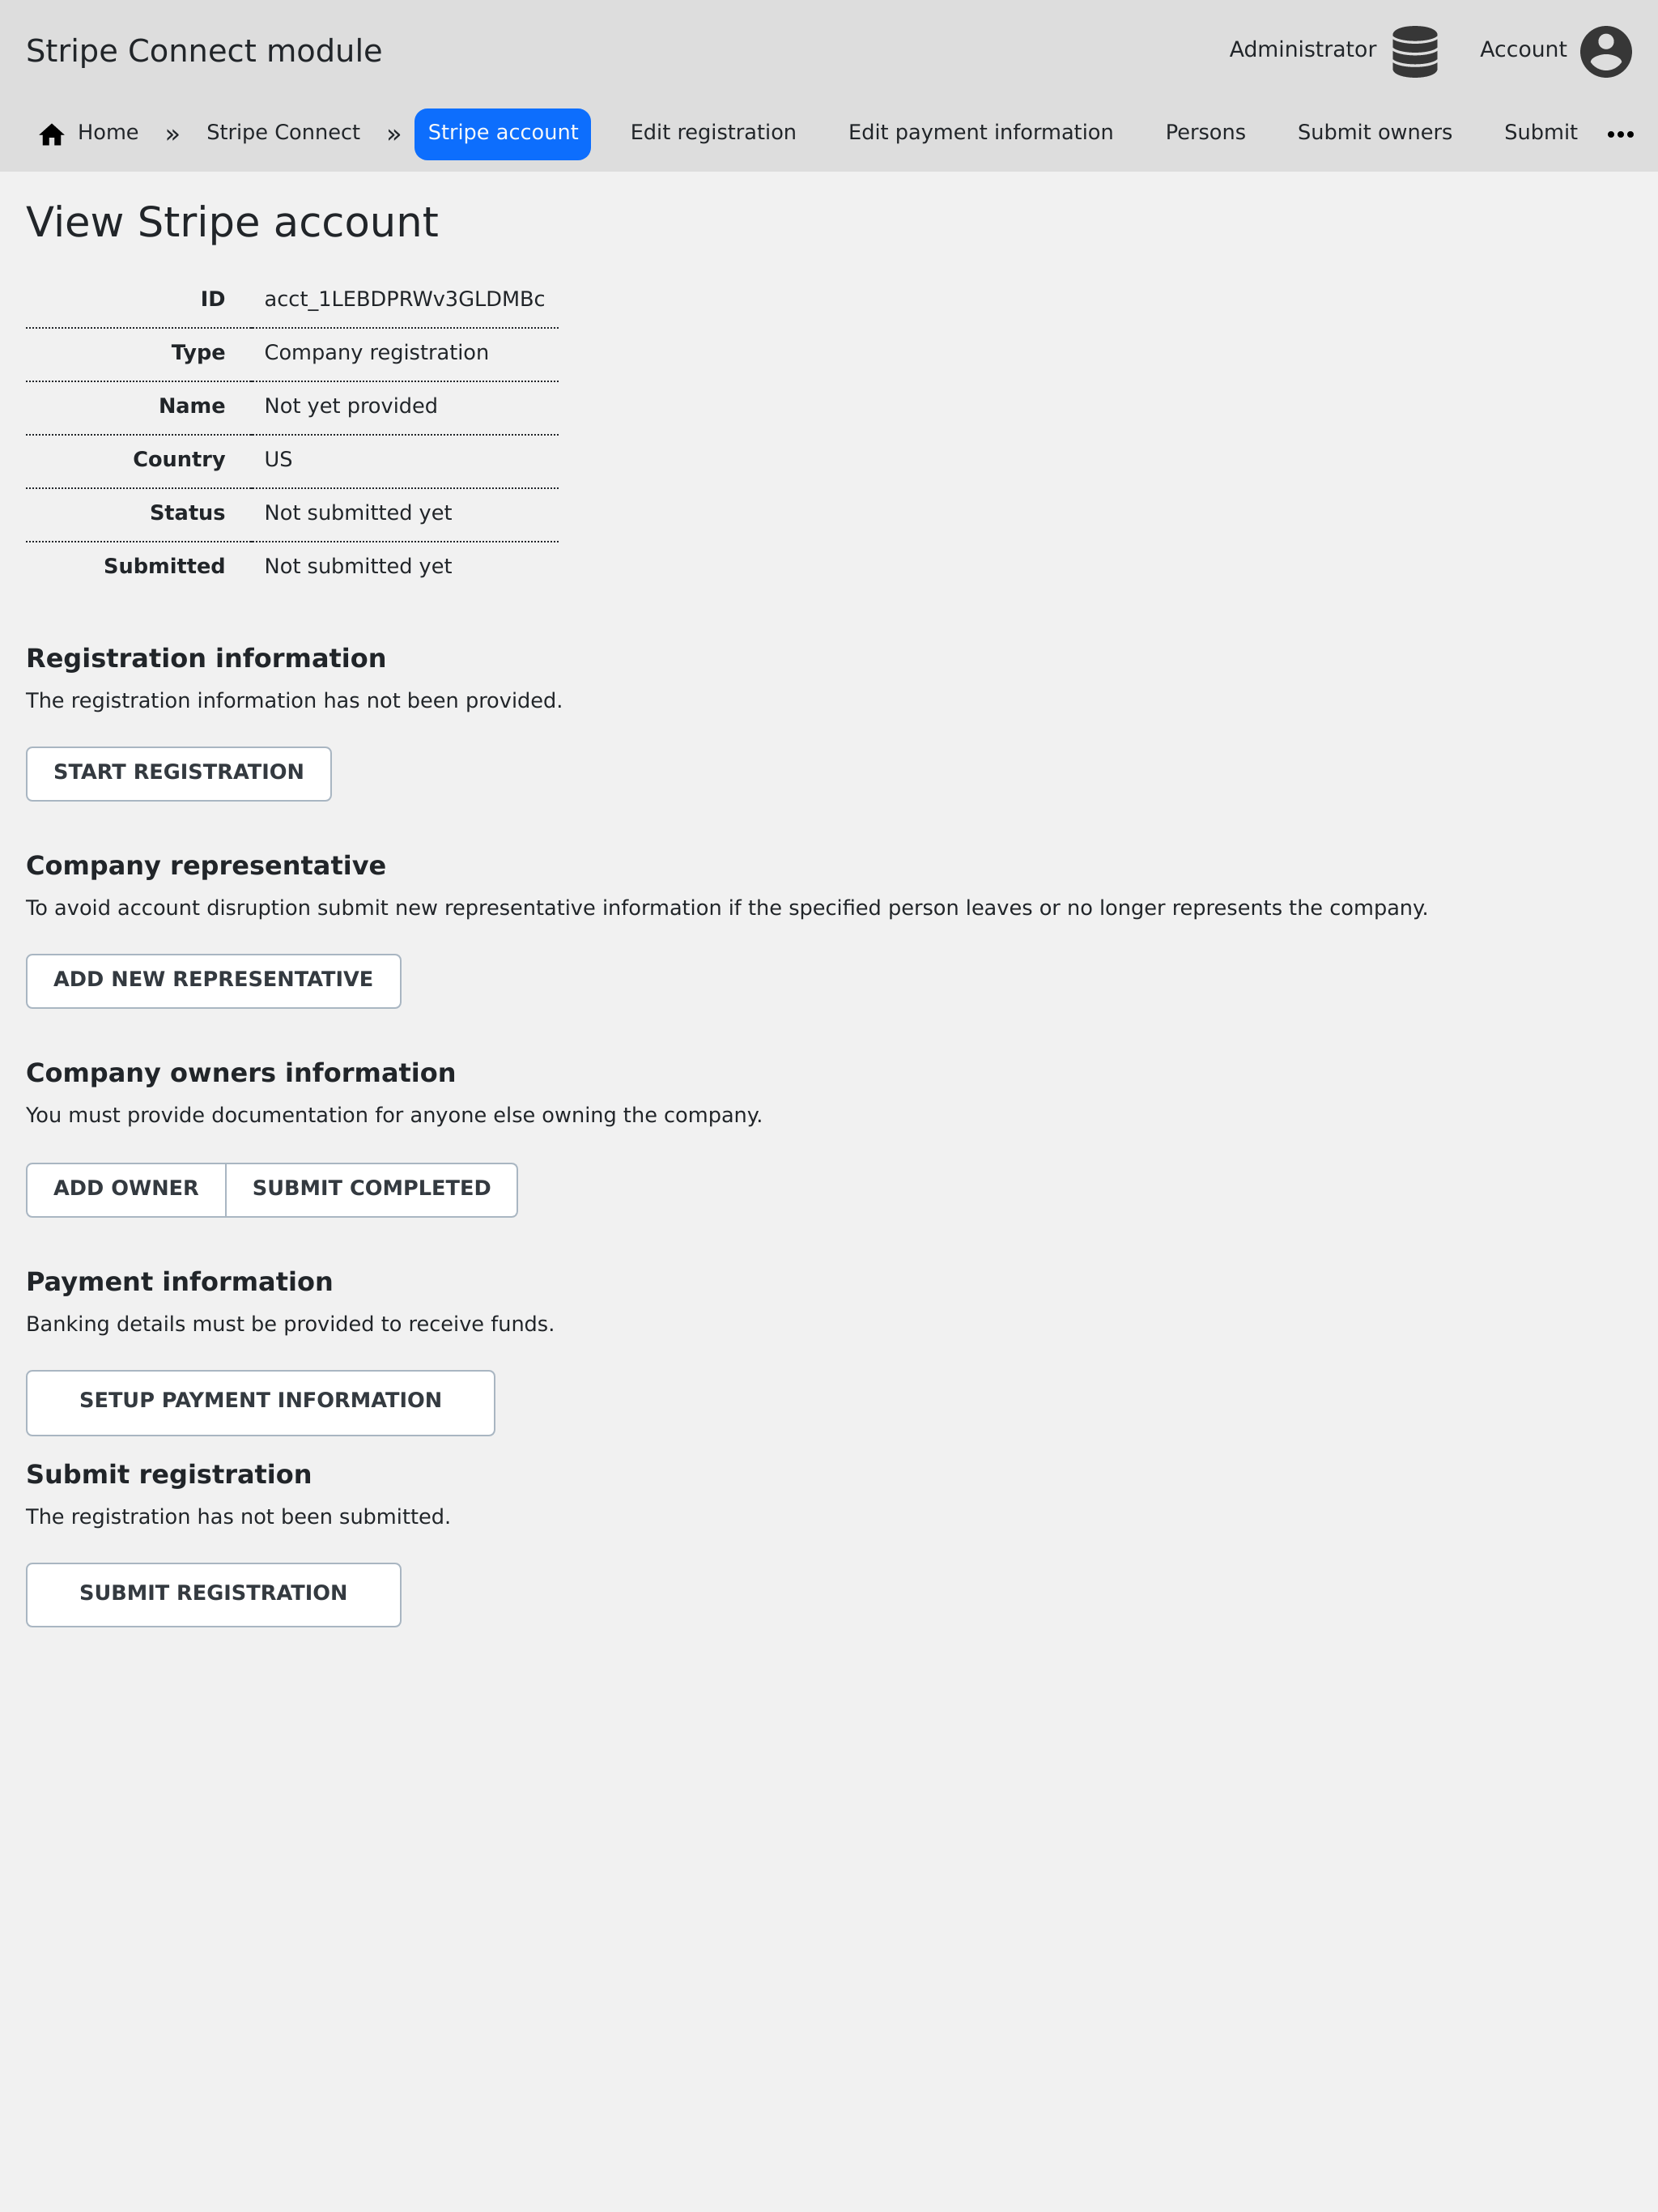 Stripe Connect module
Administrator
Account
Home » Stripe Connect » Stripe account Edit registration Edit payment information Persons Submit owners Submit •••
View Stripe account
ID acct_1LEBDPRWv3GLDMBc
Type Company registration
Name Not yet provided
Country US
Status Not submitted yet
Submitted Not submitted yet
Registration information
The registration information has not been provided.
START REGISTRATION
Company representative
To avoid account disruption submit new representative information if the specified person leaves or no longer represents the company.
ADD NEW REPRESENTATIVE
Company owners information
You must provide documentation for anyone else owning the company.
ADD OWNER SUBMIT COMPLETED
Payment information
Banking details must be provided to receive funds.
SETUP PAYMENT INFORMATION
Submit registration
The registration has not been submitted.
SUBMIT REGISTRATION